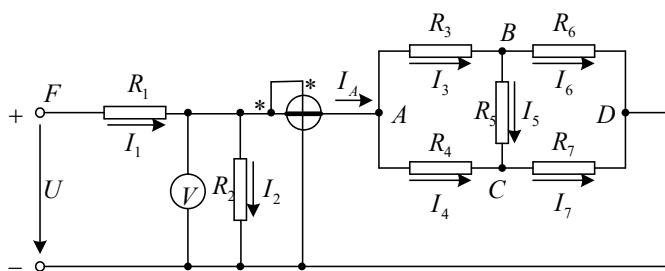 R3 B R6
F R1 * * IA I3 I6
+ A R5 I5 D
I1 R4 R7
U V R2 I2 C
I4 I7
−